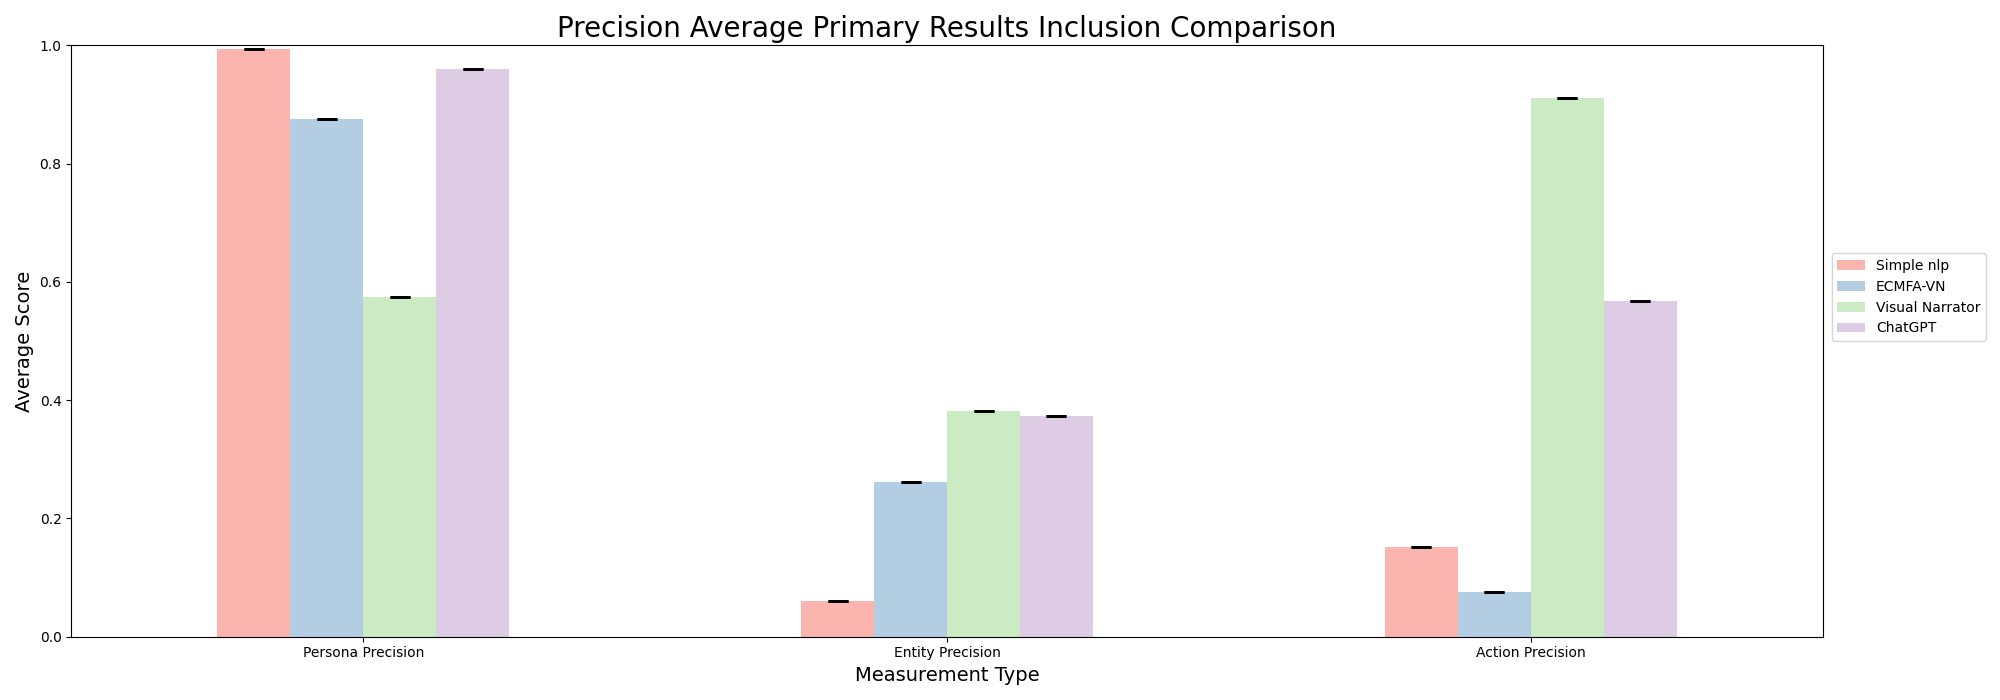 Precision Average Primary Results Inclusion Comparison
1.0
0.8
0.6
0.4
0.2
0.0
Average Score
Persona Precision
Entity Precision
Action Precision
Measurement Type
Simple nlp
ECMFA-VN
Visual Narrator
ChatGPT